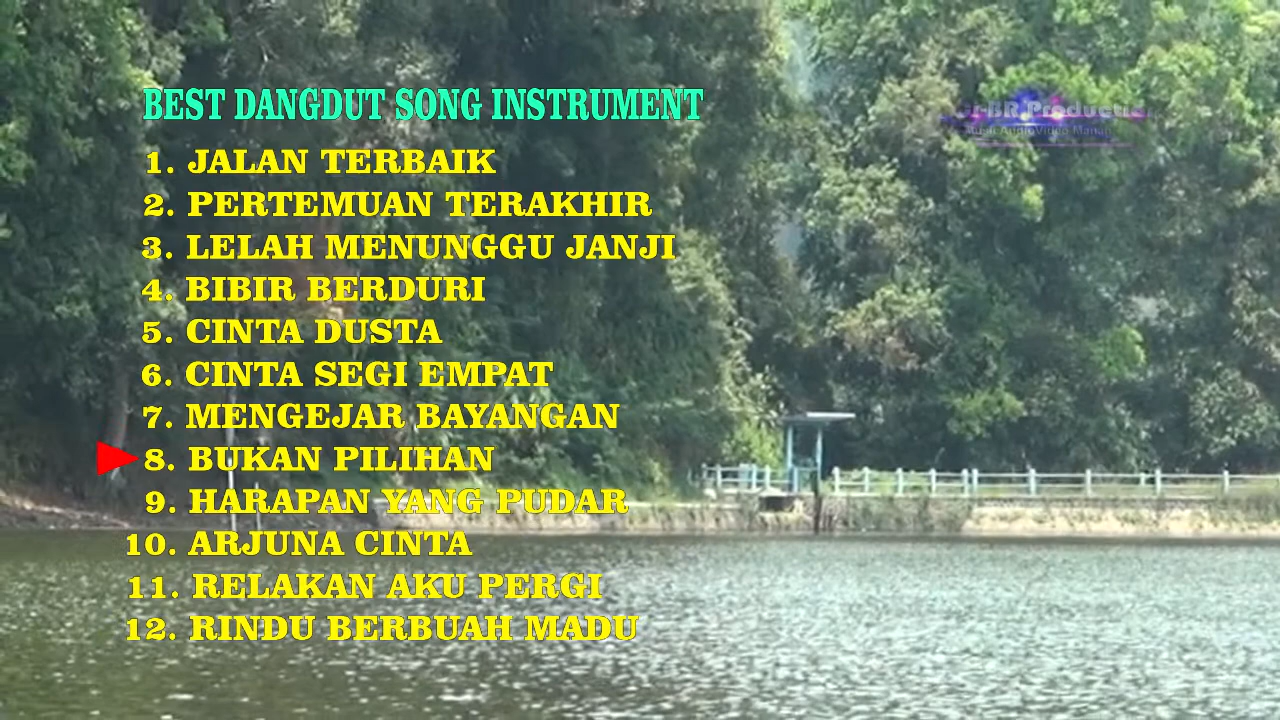 BEST DANGDUT SONG INSTRUMENT
1. JALAN TERBAIK
2. PERTEMUAN TERAKHIR
3. LELAH MENUNGGU JANJI
4. BIBIR BERDURI
5. CINTA DUSTA
6. CINTA SEGI EMPAT
7. MENGEJAR BAYANGAN
8. BUKAN PILIHAN
9. HARAPAN YANG PUDAR
10. ARJUNA CINTA
11. RELAKAN AKU PERGI
12. RINDU BERBUAH MADU